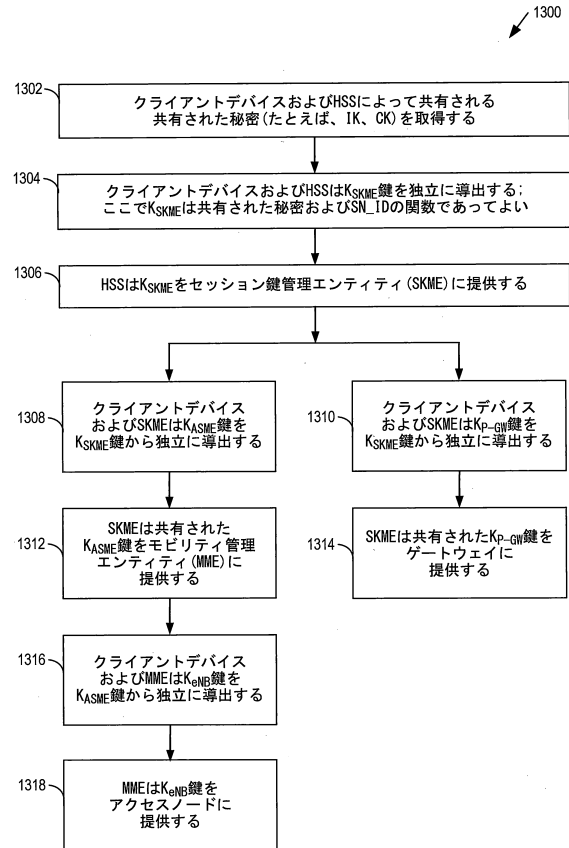 1300
1302
クライアントデバイスおよびHSSによって共有される
共有された秘密(たとえば、IK、CK)を取得する
1304
クライアントデバイスおよびHSSはKSKME鍵を独立に導出する;
ここでKSKMEは共有された秘密およびSN_IDの関数であってよい
1306
HSSはKSKMEをセッション鍵管理エンティティ(SKME)に提供する
1308
クライアントデバイス
およびSKMEはKASME鍵を
KSKME鍵から独立に導出する
1310
クライアントデバイス
およびSKMEはKP-GW鍵を
KSKME鍵から独立に導出する
1312
SKMEは共有された
KASME鍵をモビリティ管理
エンティティ(MME)に
提供する
1314
SKMEは共有されたKP-GW鍵を
ゲートウェイに
提供する
1316
クライアントデバイス
およびMMEはKeNB鍵を
KASME鍵から独立に導出する
1318
MMEはKeNB鍵を
アクセスノードに
提供する